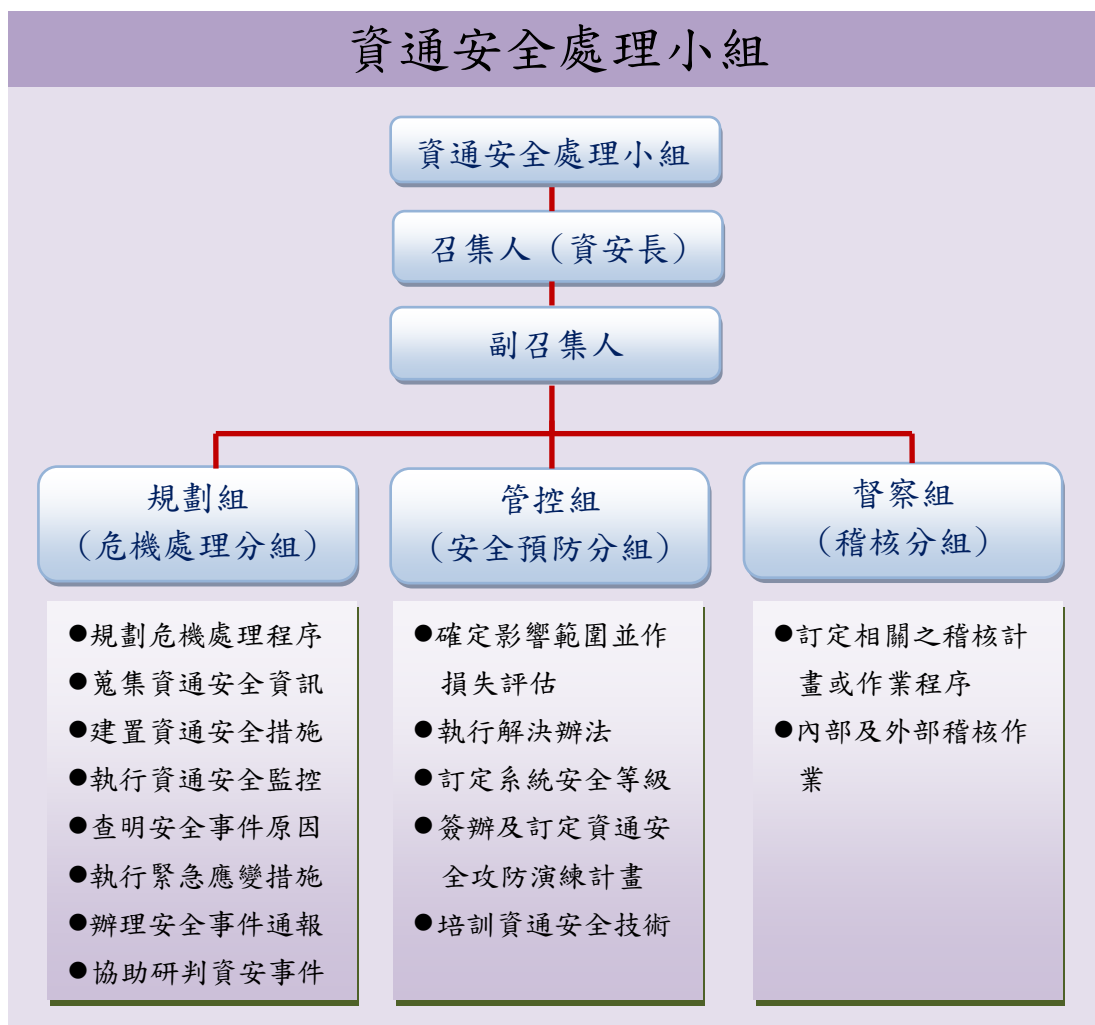 資通安全處理小組
資通安全處理小組
召集人（資安長）
副召集人
規劃組
（危機處理分組）
●規劃危機處理程序
●蒐集資通安全資訊
●建置資通安全措施
●執行資通安全監控
●查明安全事件原因
●執行緊急應變措施
●辦理安全事件通報
●協助研判資安事件
管控組
（安全預防分組）
●確定影響範圍並作
損失評估
●執行解決辦法
●訂定系統安全等級
●簽辦及訂定資通安
全攻防演練計畫
●培訓資通安全技術
督察組
（稽核分組）
●訂定相關之稽核計
畫或作業程序
●內部及外部稽核作
業